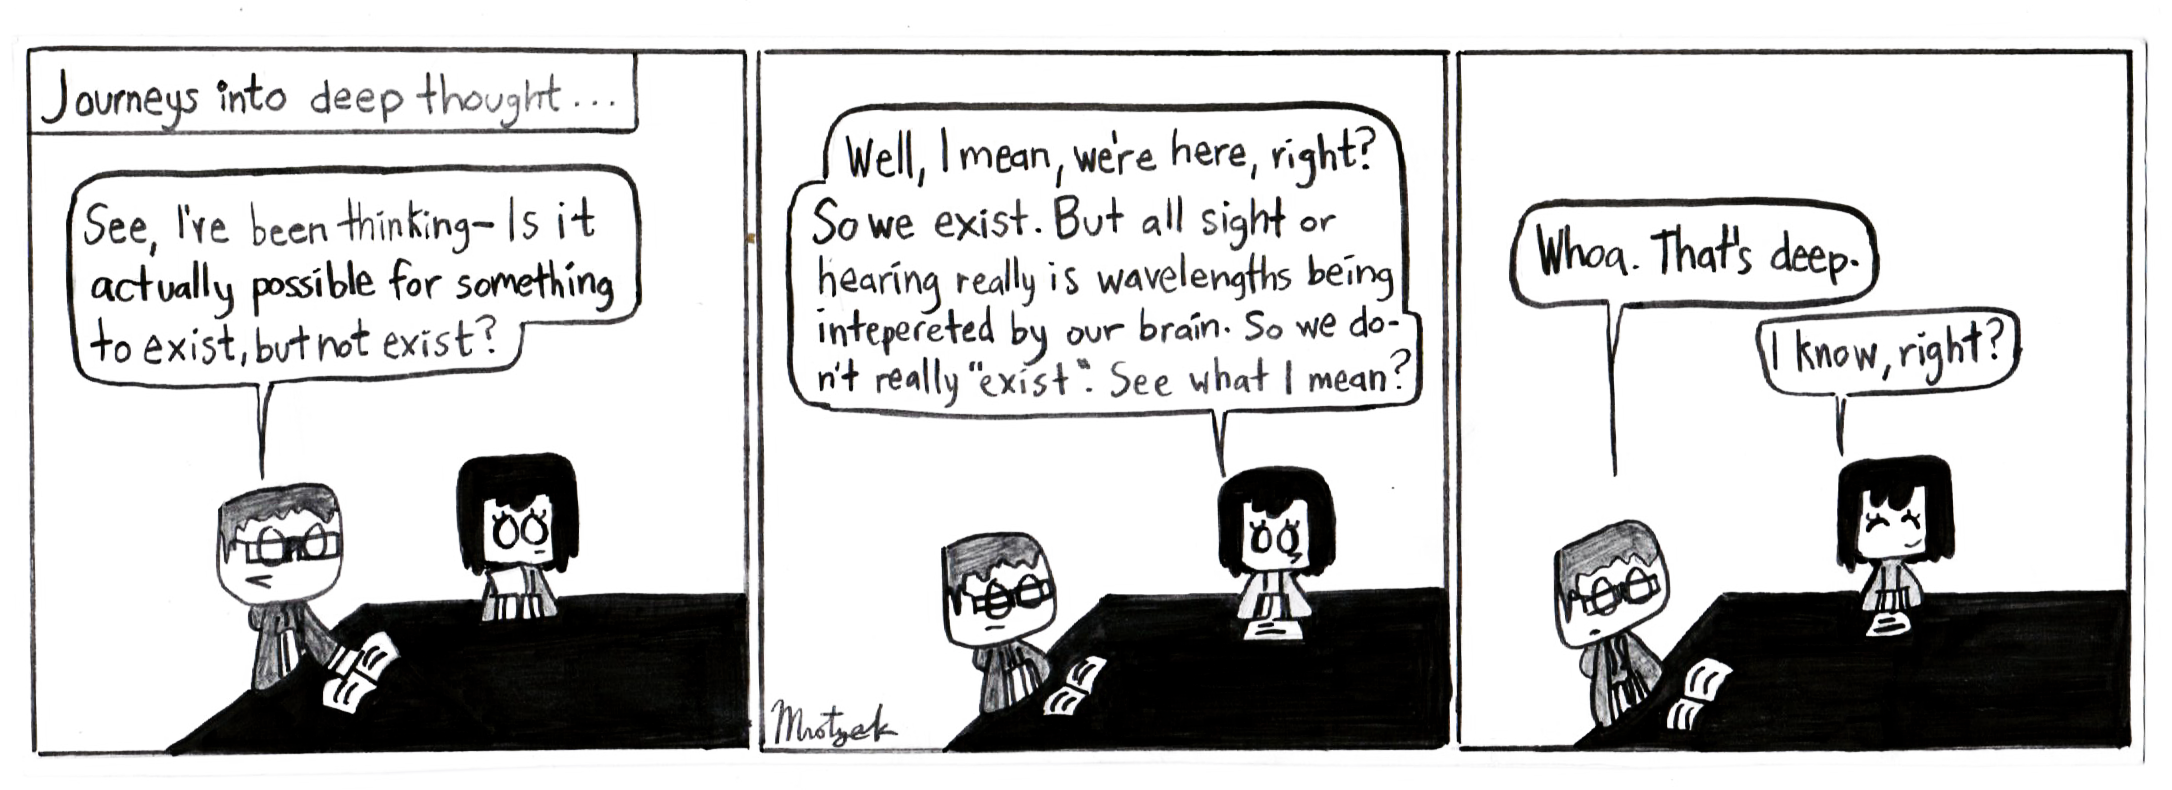 Journeys into deep thought...
See, I've been thinking- Is it
actually possible for something
to exist, but not exist?
Well, I mean, we're here, right?
So we exist. But all sight or
hearing really is wavelengths being
intepereted by our brain. So we do-
n't really "exist". See what I mean?
Mrotzek
Whoa. That's deep.
I know, right?